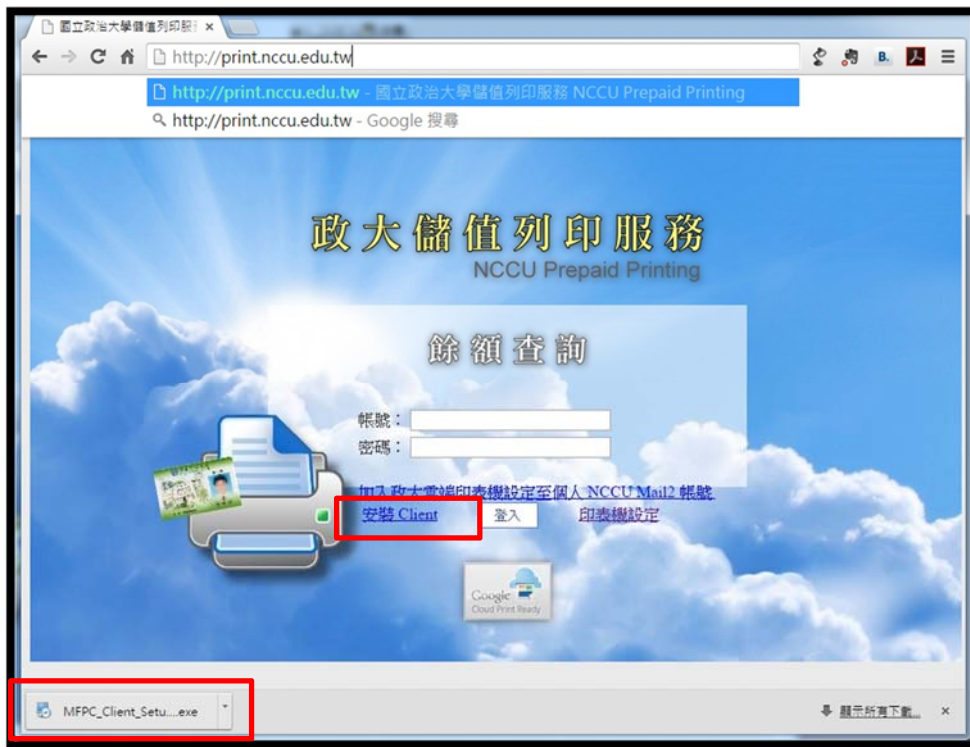 國立政治大學儲值列印服
http://print.nccu.edu.tw
http://print.nccu.edu.tw - 國立政治大學儲值列印服務 NCCU Prepaid Printing
http://print.nccu.edu.tw - Google 搜尋
政大儲值列印服務
NCCU Prepaid Printing
餘額查詢
帳號：
密碼：
加入政大雲端印表機設定至個人 NCCU Mail2 帳號
安裝 Client 登入 印表機設定
Google
Cloud Print Ready
MFPC_Client_Setu....exe 顯示所有下載...